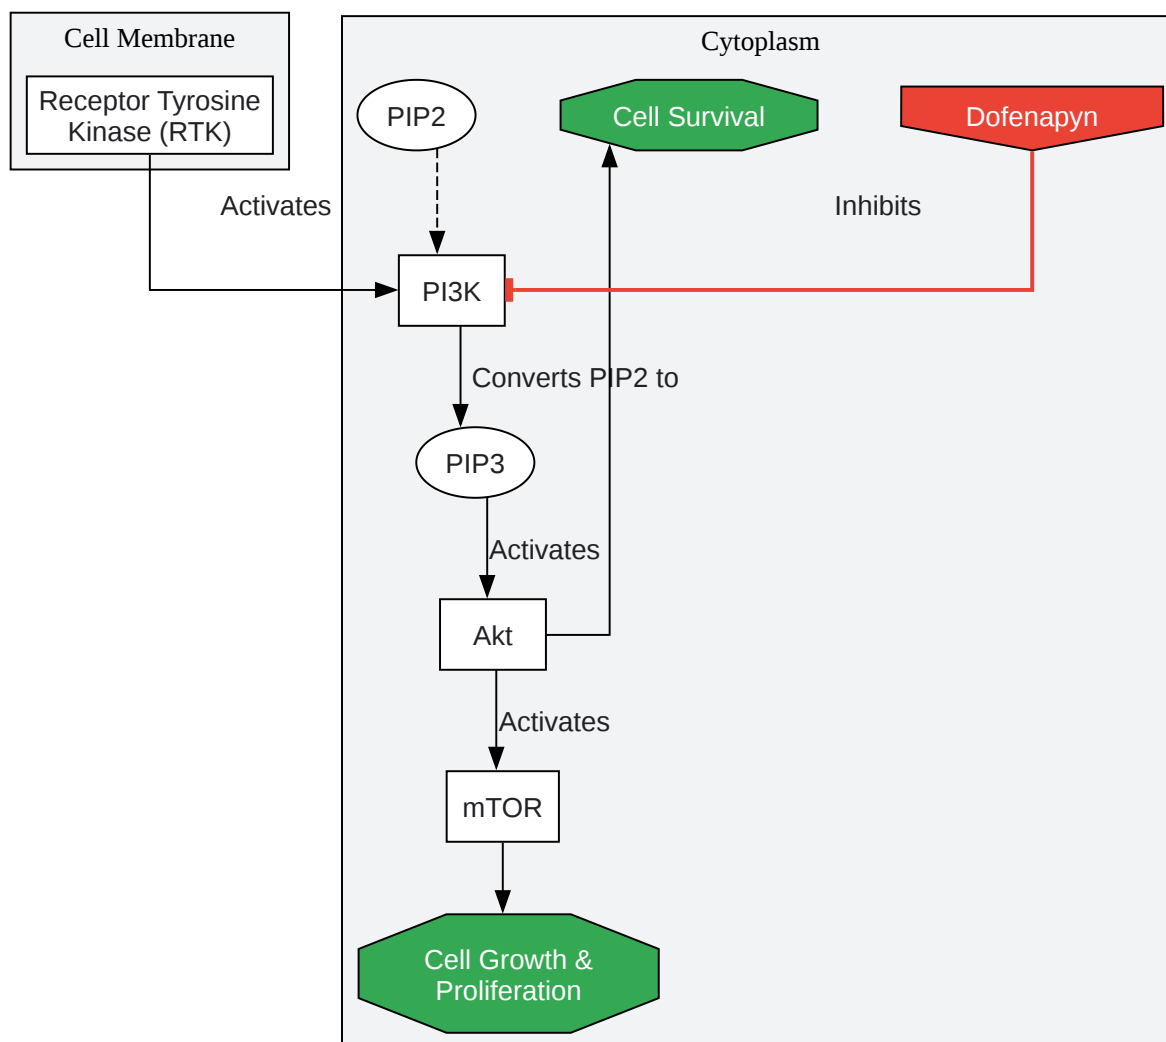 Cell Membrane
Receptor Tyrosine
Kinase (RTK)
Cytoplasm
PIP2
Cell Survival
Dofenapyn
Activates
Inhibits
PI3K
Converts PIP2 to
PIP3
Activates
Akt
Activates
mTOR
Cell Growth &
Proliferation